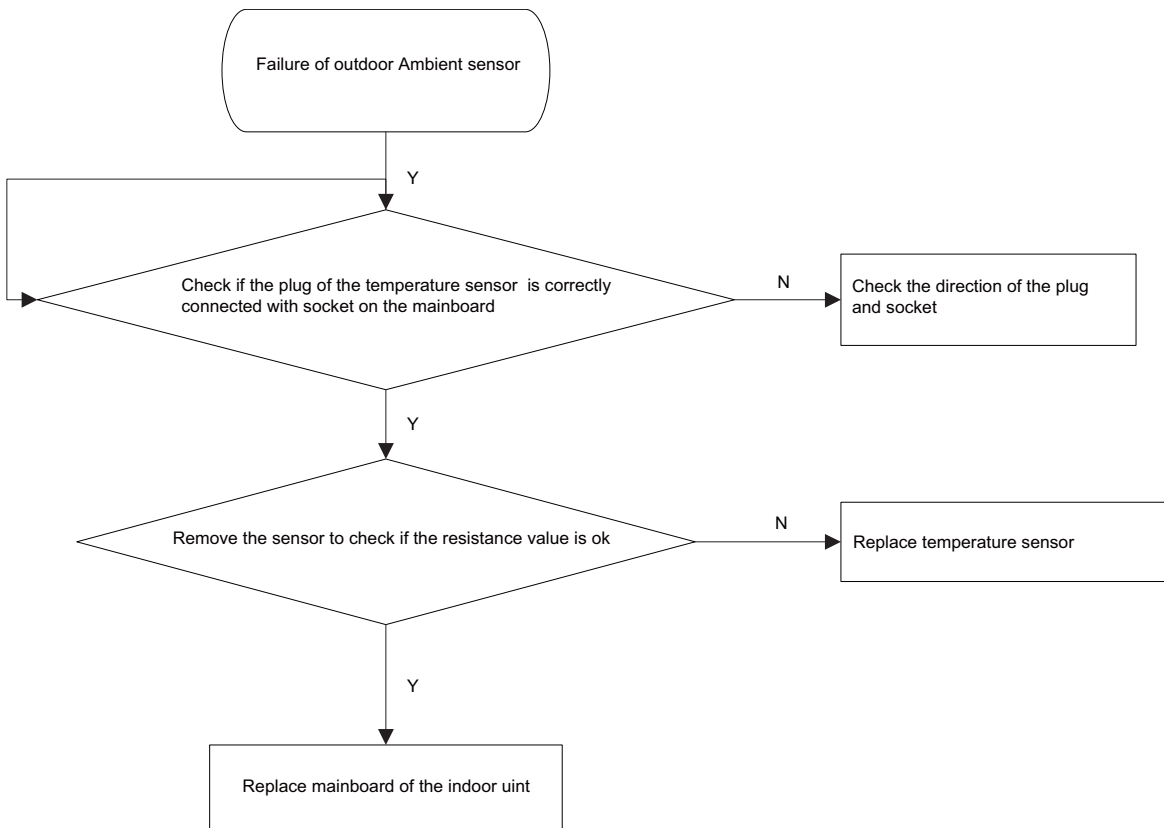 Failure of outdoor Ambient sensor
Y
Check if the plug of the temperature sensor is correctly
connected with socket on the mainboard
N
Check the direction of the plug
and socket
Y
Remove the sensor to check if the resistance value is ok
N
Replace temperature sensor
Y
Replace mainboard of the indoor uint